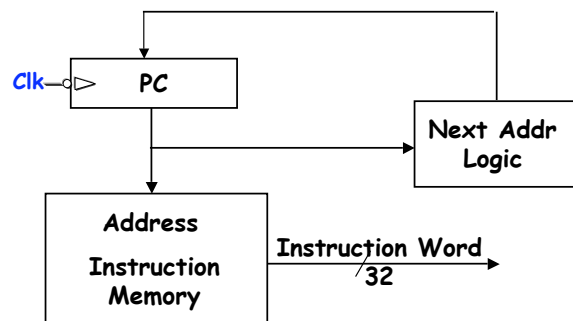 Clk
PC
Next Addr
Logic
Address
Instruction
Memory
Instruction Word
32